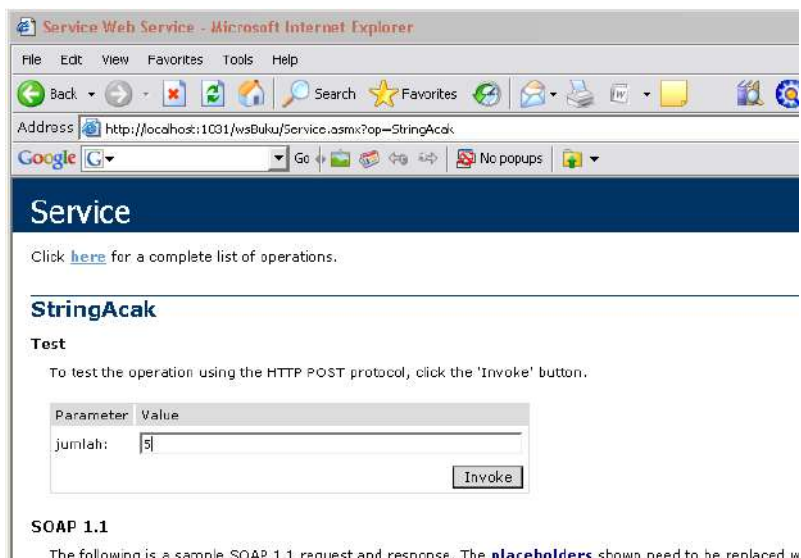 Service Web Service - Microsoft Internet Explorer
File Edit View Favorites Tools Help
Back Search Favorites
Address http://localhost:1031/wsBuku/Service.asmx?op=StringAcak
Google G Go No popups
Service
Click here for a complete list of operations.
StringAcak
Test
To test the operation using the HTTP POST protocol, click the 'Invoke' button.
Parameter Value
jumlah: 5
Invoke
SOAP 1.1
The following is a sample SOAP 1.1 request and response. The placeholders shown need to be replaced w